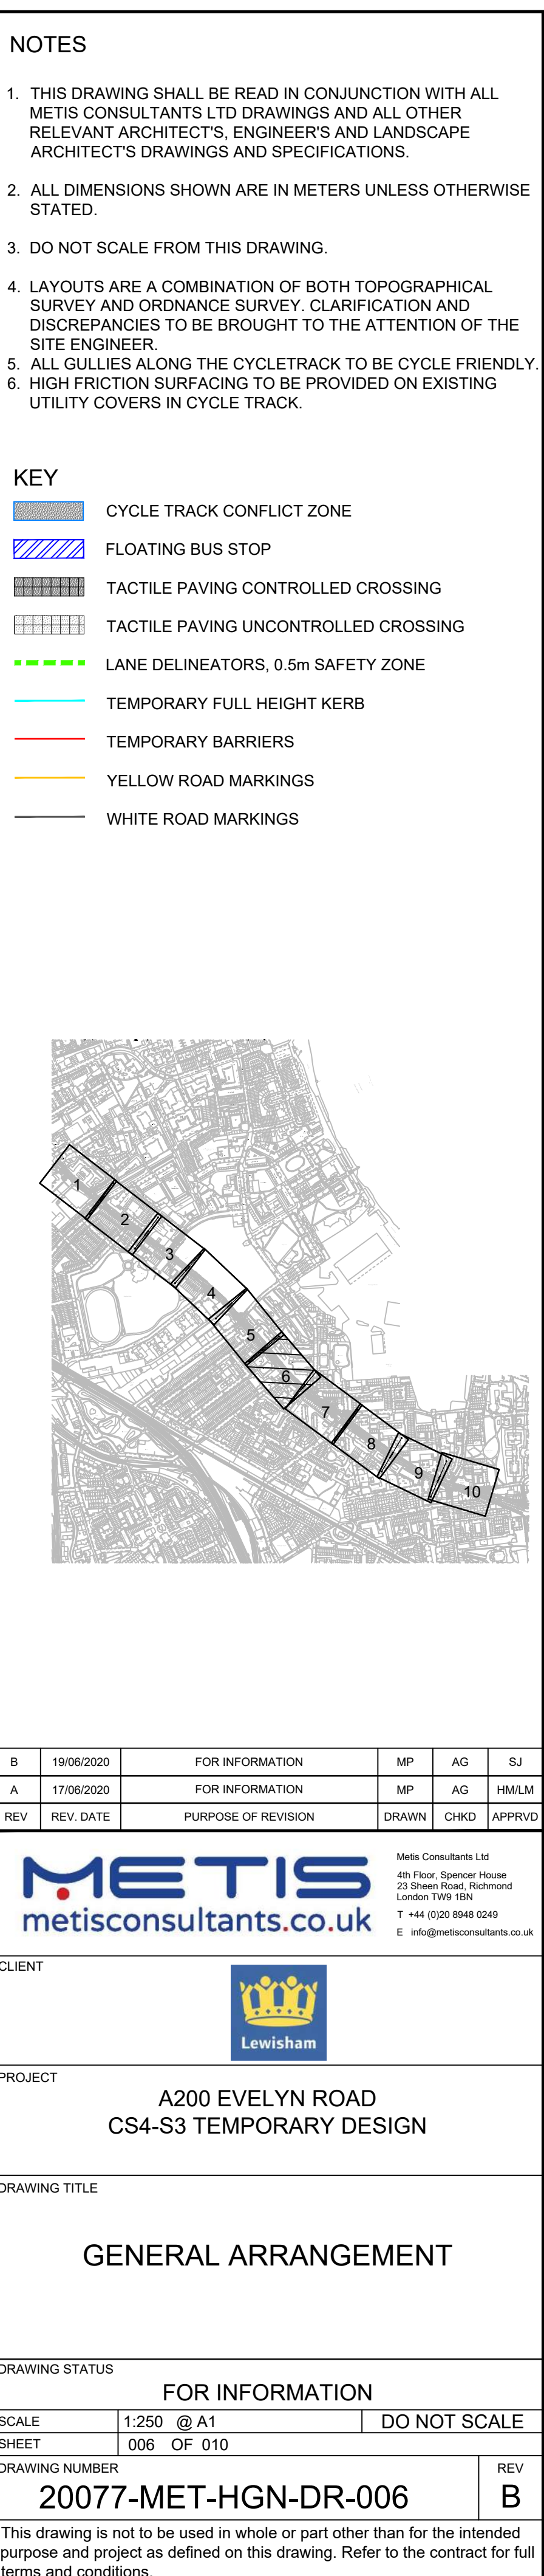 NOTES
1. THIS DRAWING SHALL BE READ IN CONJUNCTION WITH ALL
METIS CONSULTANTS LTD DRAWINGS AND ALL OTHER
RELEVANT ARCHITECT'S, ENGINEER'S AND LANDSCAPE
ARCHITECT'S DRAWINGS AND SPECIFICATIONS.
2. ALL DIMENSIONS SHOWN ARE IN METERS UNLESS OTHERWISE
STATED.
3. DO NOT SCALE FROM THIS DRAWING.
4. LAYOUTS ARE A COMBINATION OF BOTH TOPOGRAPHICAL
SURVEY AND ORDNANCE SURVEY. CLARIFICATION AND
DISCREPANCIES TO BE BROUGHT TO THE ATTENTION OF THE
SITE ENGINEER.
5. ALL GULLIES ALONG THE CYCLETRACK TO BE CYCLE FRIENDLY.
6. HIGH FRICTION SURFACING TO BE PROVIDED ON EXISTING
UTILITY COVERS IN CYCLE TRACK.
KEY
CYCLE TRACK CONFLICT ZONE
FLOATING BUS STOP
TACTILE PAVING CONTROLLED CROSSING
TACTILE PAVING UNCONTROLLED CROSSING
LANE DELINEATORS, 0.5m SAFETY ZONE
TEMPORARY FULL HEIGHT KERB
TEMPORARY BARRIERS
YELLOW ROAD MARKINGS
WHITE ROAD MARKINGS
1
2
3
4
5
6
7
8
9
10
B 19/06/2020 FOR INFORMATION MP AG SJ
A 17/06/2020 FOR INFORMATION MP AG HM/LM
REV REV. DATE PURPOSE OF REVISION DRAWN CHKD APPRVD
METIS
metisconsultants.co.uk
Metis Consultants Ltd
4th Floor, Spencer House
23 Sheen Road, Richmond
London TW9 1BN
T +44 (0)20 8948 0249
E info@metisconsultants.co.uk
CLIENT
Lewisham
PROJECT
A200 EVELYN ROAD
CS4-S3 TEMPORARY DESIGN
DRAWING TITLE
GENERAL ARRANGEMENT
DRAWING STATUS
FOR INFORMATION
SCALE 1:250 @ A1 DO NOT SCALE
SHEET 006 OF 010
DRAWING NUMBER REV
20077-MET-HGN-DR-006 B
This drawing is not to be used in whole or part other than for the intended
purpose and project as defined on this drawing. Refer to the contract for full
terms and conditions.